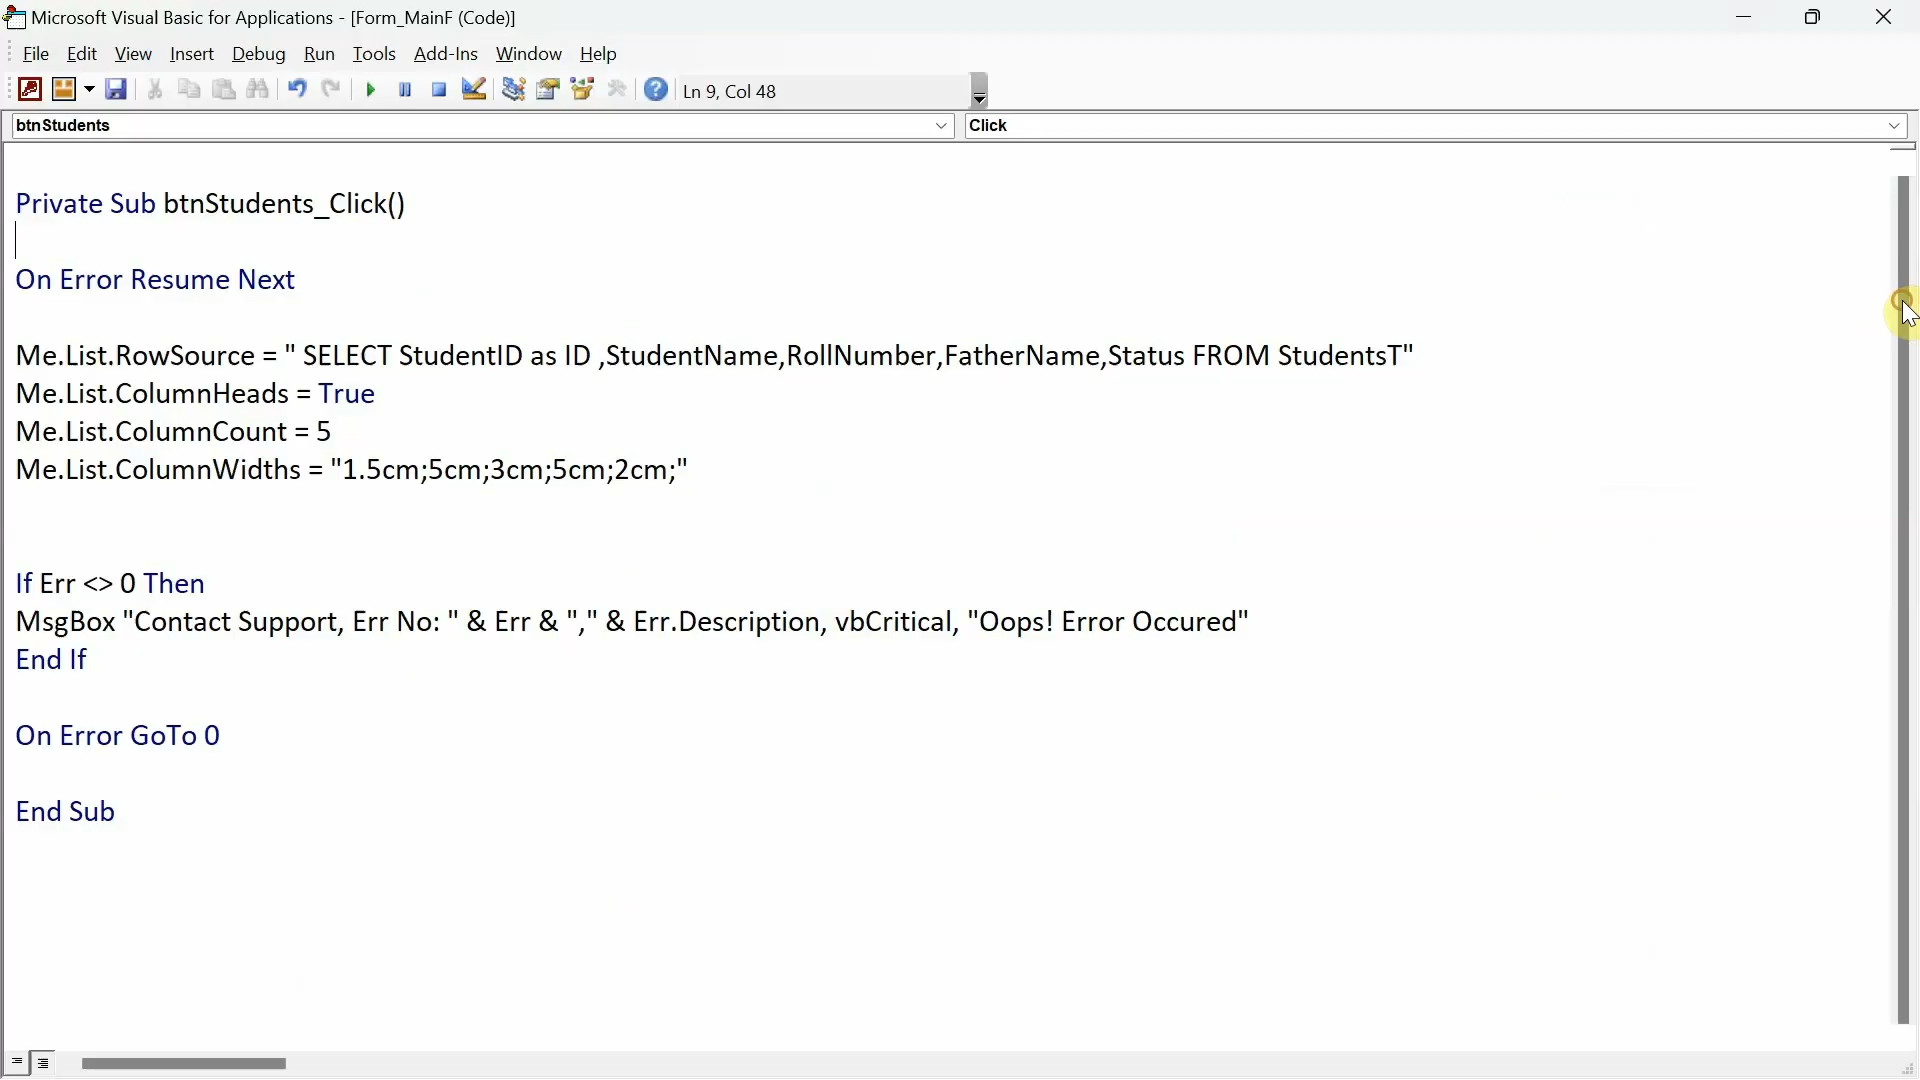 Microsoft Visual Basic for Applications - [Form_MainF (Code)]
File Edit View Insert Debug Run Tools Add-Ins Window Help
Ln 9, Col 48
btnStudents Click
Private Sub btnStudents_Click()
On Error Resume Next
Me.List.RowSource = " SELECT StudentID as ID ,StudentName,RollNumber,FatherName,Status FROM StudentsT"
Me.List.ColumnHeads = True
Me.List.ColumnCount = 5
Me.List.ColumnWidths = "1.5cm;5cm;3cm;5cm;2cm;"
If Err <> 0 Then
MsgBox "Contact Support, Err No: " & Err & "," & Err.Description, vbCritical, "Oops! Error Occured"
End If
On Error GoTo 0
End Sub